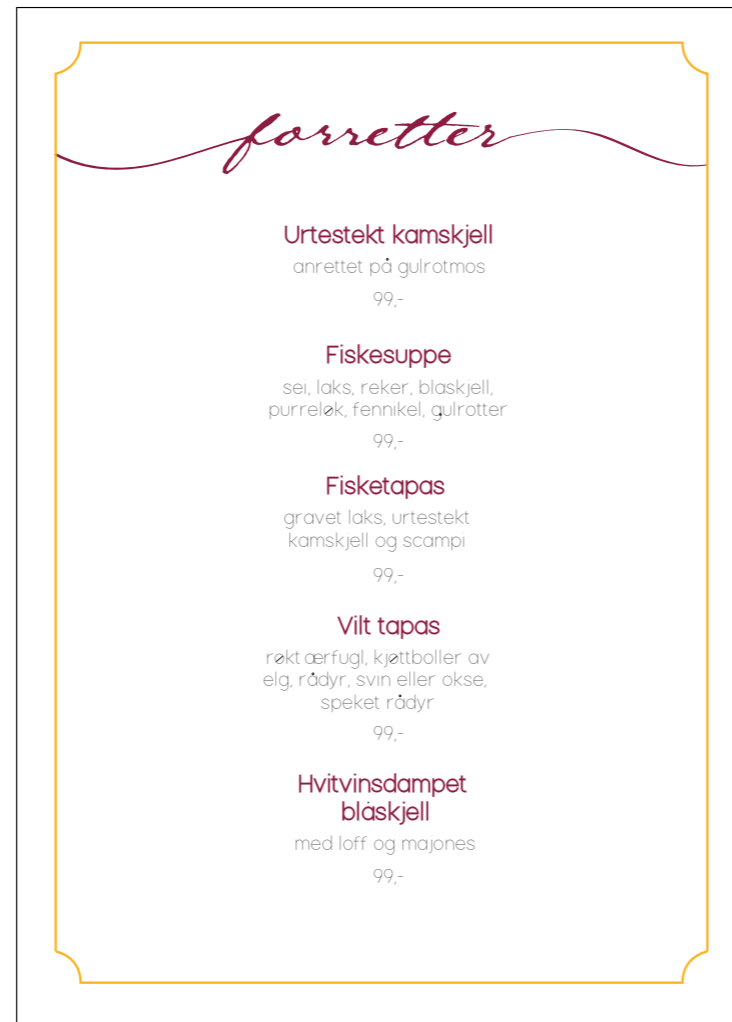 forretter
Urtestekt kamskjell
anrettet på gulrotmos
99,-
Fiskesuppe
sei, laks, reker, blaskjell,
purreløk, fennikel, gulrotter
99,-
Fisketapas
gravet laks, urtestekt
kamskjell og scampi
99,-
Vilt tapas
røkt ærfugl, kjøttboller av
elg, rådyr, svin eller okse,
speket rådyr
99,-
Hvitvinsdampet
blåskjell
med loff og majones
99,-